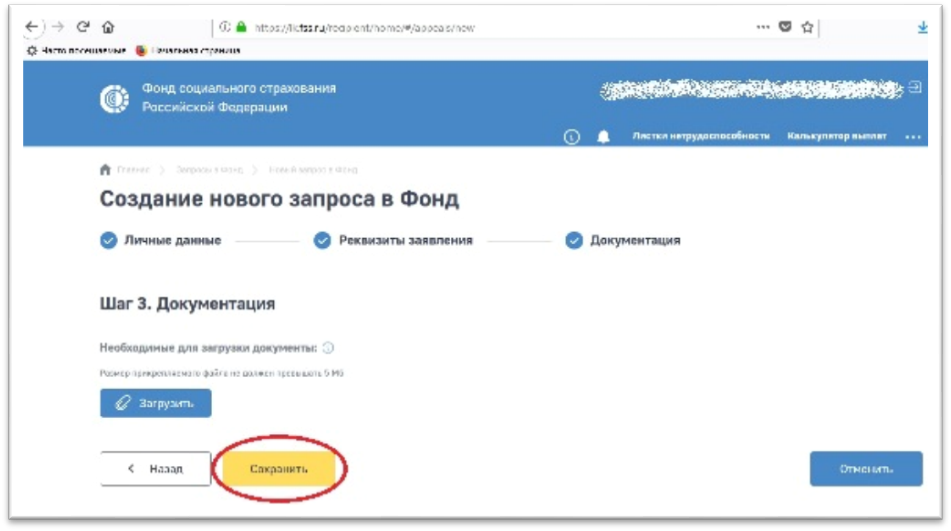 https://lk.fss.ru/recipient/home/#/appeals/new
Часто посещаемые Начальная страница
Фонд социального страхования
Российской Федерации
Листки нетрудоспособности Калькулятор выплат
Главная > Запросы в Фонд > Новый запрос в Фонд
Создание нового запроса в Фонд
Личные данные Реквизиты заявления Документация
Шаг 3. Документация
Необходимые для загрузки документы:
Размер прикрепляемого файла не должен превышать 5 Мб
Загрузить
< Назад Сохранить Отменить